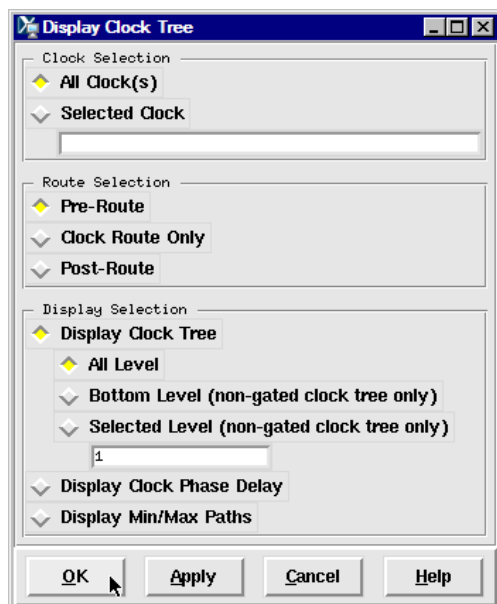 Display Clock Tree
Clock Selection
All Clock(s)
Selected Clock
Route Selection
Pre-Route
Clock Route Only
Post-Route
Display Selection
Display Clock Tree
All Level
Bottom Level (non-gated clock tree only)
Selected Level (non-gated clock tree only)
1
Display Clock Phase Delay
Display Min/Max Paths
OK Apply Cancel Help